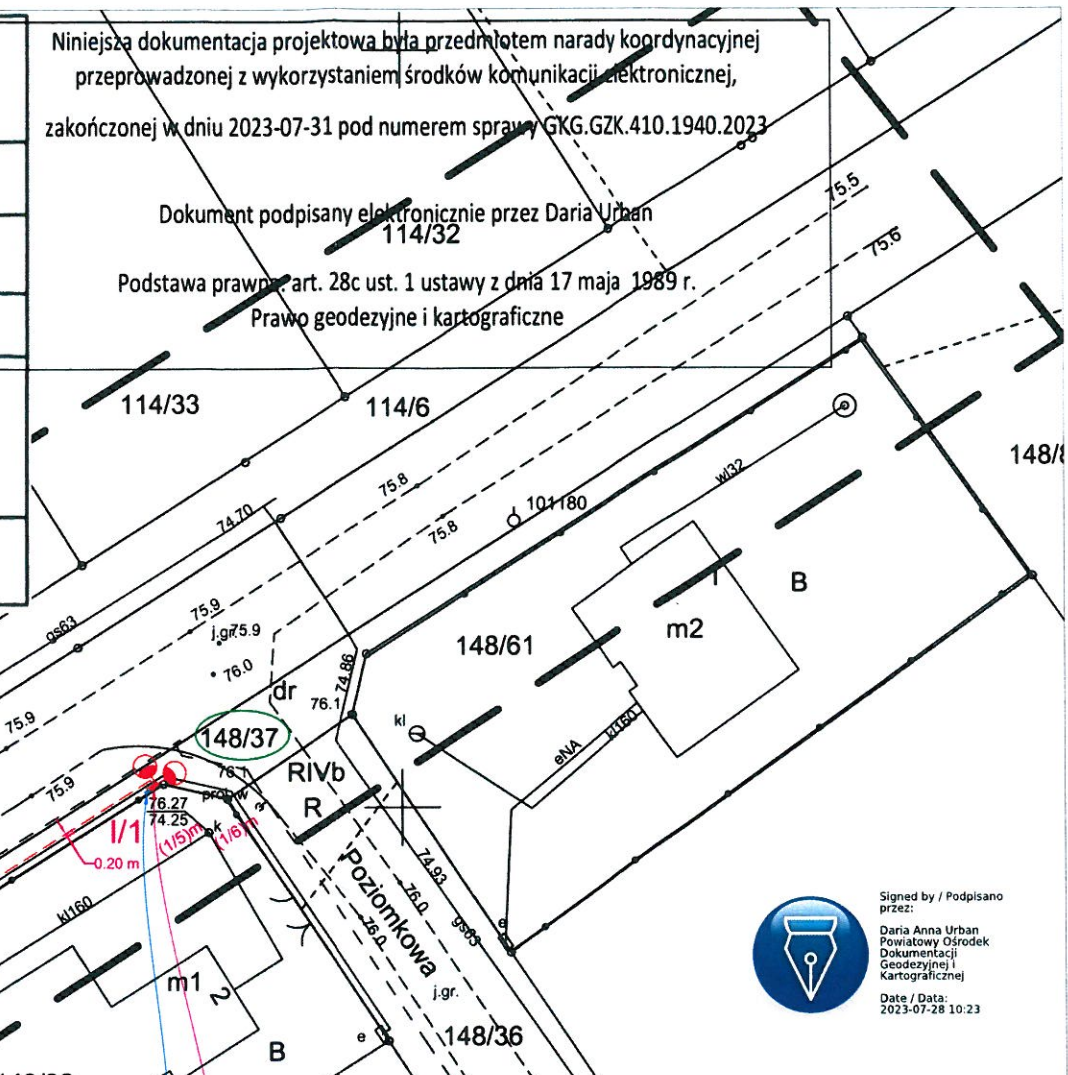 Niniejsza dokumentacja projektowa była przedmiotem narady koordynacyjnej
przeprowadzonej z wykorzystaniem środków komunikacji elektronicznej,
zakończonej w dniu 2023-07-31 pod numerem sprawy GKG.GZK.410.1940.2023
Dokument podpisany elektronicznie przez Daria Urban
114/32
Podstawa prawna: art. 28c ust. 1 ustawy z dnia 17 maja 1989 r.
Prawo geodezyjne i kartograficzne
75.5
75.6
114/33
114/6
148/8
wl32
75.8
74.70
101180
75.8
B
gs63
75.9
j.gr.
75.9
76.0
148/61
m2
dr
74.86
76.1
75.9
kl
148/37
eNA
kl160
76.1
RIVb
R
75.9
76.27
74.25
k
I/1
(1/5)m
(1/6)m
0.20 m
Poziomkowa
74.93
76.0
76.0
gs63
e
kl160
m1
2
j.gr.
148/36
e
B
Signed by / Podpisano
przez:
Daria Anna Urban
Powiatowy Ośrodek
Dokumentacji
Geodezyjnej i
Kartograficznej
Date / Data:
2023-07-28 10:23